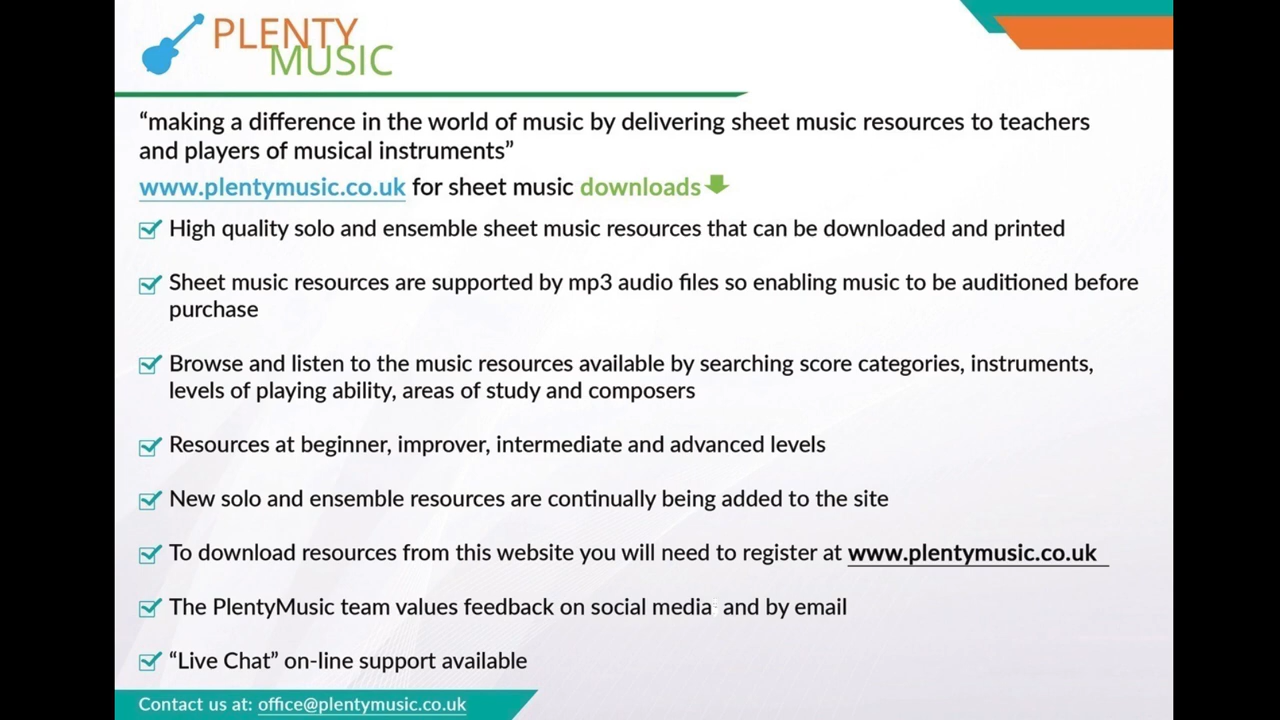 PLENTY
MUSIC
“making a difference in the world of music by delivering sheet music resources to teachers
and players of musical instruments”
www.plentymusic.co.uk for sheet music downloads
High quality solo and ensemble sheet music resources that can be downloaded and printed
Sheet music resources are supported by mp3 audio files so enabling music to be auditioned before
purchase
Browse and listen to the music resources available by searching score categories, instruments,
levels of playing ability, areas of study and composers
Resources at beginner, improver, intermediate and advanced levels
New solo and ensemble resources are continually being added to the site
To download resources from this website you will need to register at www.plentymusic.co.uk
The PlentyMusic team values feedback on social media and by email
“Live Chat” on-line support available
Contact us at: office@plentymusic.co.uk